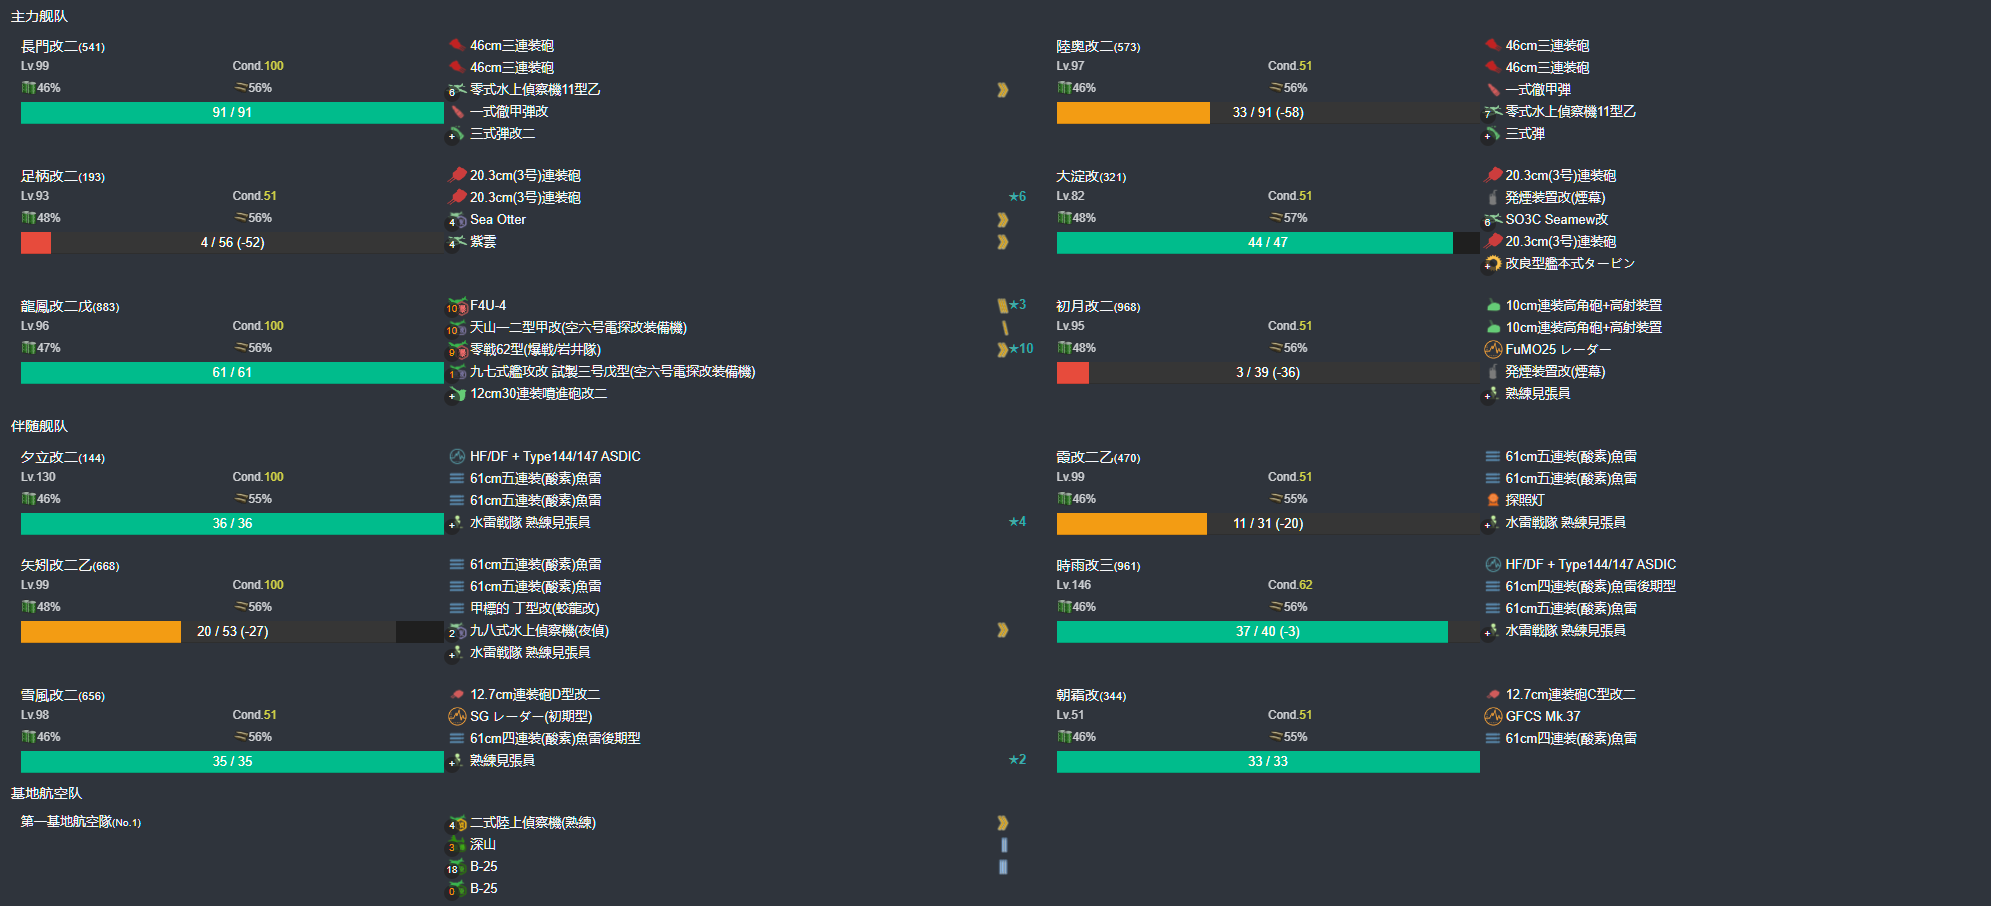 主力舰队
長門改二(541)
Lv.99 Cond.100
46% 56%
91 / 91
46cm三連装砲
46cm三連装砲
6 零式水上偵察機11型乙
一式徹甲弾改
+ 三式弾改二
陸奥改二(573)
Lv.97 Cond.51
46% 56%
33 / 91 (-58)
46cm三連装砲
46cm三連装砲
一式徹甲弾
7 零式水上偵察機11型乙
+ 三式弾
足柄改二(193)
Lv.93 Cond.51
48% 56%
4 / 56 (-52)
20.3cm(3号)連装砲
20.3cm(3号)連装砲 ★6
4 Sea Otter
4 紫雲
大淀改(321)
Lv.82 Cond.51
48% 57%
44 / 47
20.3cm(3号)連装砲
発煙装置改(煙幕)
6 SO3C Seamew改
20.3cm(3号)連装砲
+ 改良型艦本式タービン
龍鳳改二戊(883)
Lv.96 Cond.100
47% 56%
61 / 61
10 F4U-4 ★3
10 天山一二型甲改(空六号電探改装備機)
9 零戦62型(爆戦/岩井隊) ★10
1 九七式艦攻改 試製三号戊型(空六号電探改装備機)
+ 12cm30連装噴進砲改二
初月改二(968)
Lv.95 Cond.51
48% 56%
3 / 39 (-36)
10cm連装高角砲+高射装置
10cm連装高角砲+高射装置
FuMO25 レーダー
発煙装置改(煙幕)
+ 熟練見張員
伴随舰队
夕立改二(144)
Lv.130 Cond.100
46% 55%
36 / 36
HF/DF + Type144/147 ASDIC
61cm五連装(酸素)魚雷
61cm五連装(酸素)魚雷
+ 水雷戦隊 熟練見張員 ★4
霞改二乙(470)
Lv.99 Cond.51
46% 55%
11 / 31 (-20)
61cm五連装(酸素)魚雷
61cm五連装(酸素)魚雷
探照灯
+ 水雷戦隊 熟練見張員
矢矧改二乙(668)
Lv.99 Cond.100
48% 56%
20 / 53 (-27)
61cm五連装(酸素)魚雷
61cm五連装(酸素)魚雷
甲標的 丁型改(蛟龍改)
2 九八式水上偵察機(夜偵)
+ 水雷戦隊 熟練見張員
時雨改三(961)
Lv.146 Cond.62
46% 56%
37 / 40 (-3)
HF/DF + Type144/147 ASDIC
61cm四連装(酸素)魚雷後期型
61cm五連装(酸素)魚雷
+ 水雷戦隊 熟練見張員
雪風改二(656)
Lv.98 Cond.51
46% 56%
35 / 35
12.7cm連装砲D型改二
SG レーダー(初期型)
61cm四連装(酸素)魚雷後期型
+ 熟練見張員 ★2
朝霜改(344)
Lv.51 Cond.51
46% 55%
33 / 33
12.7cm連装砲C型改二
GFCS Mk.37
61cm四連装(酸素)魚雷
基地航空队
第一基地航空隊(No.1)
4 二式陸上偵察機(熟練)
3 深山
18 B-25
0 B-25